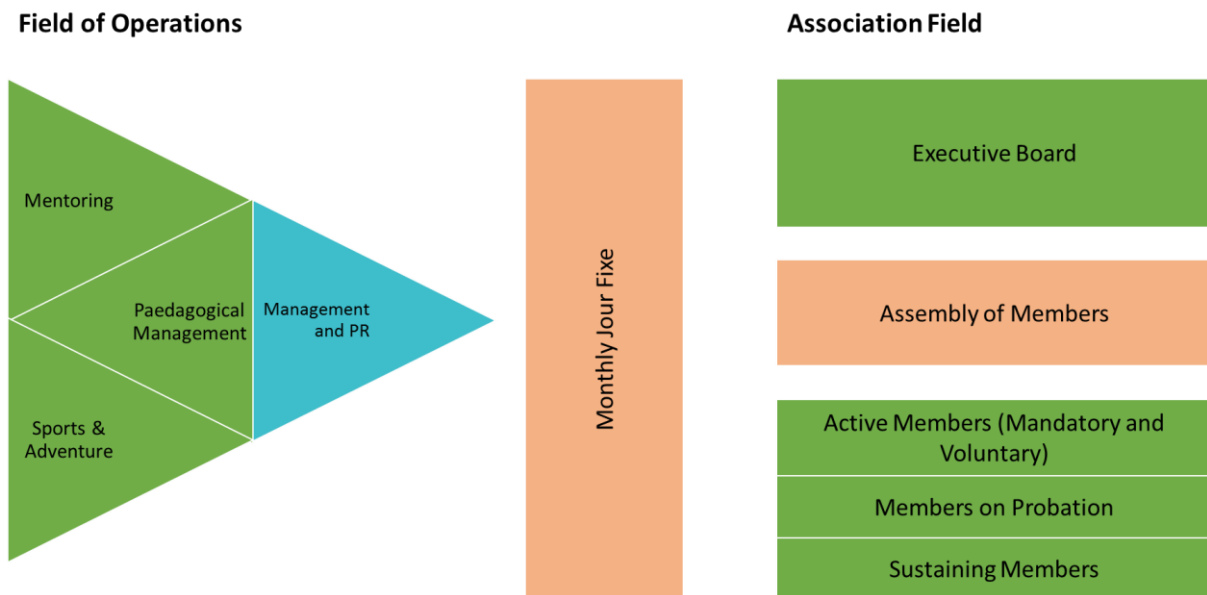 Field of Operations
Association Field
Mentoring
Paedagogical
Management
Management
and PR
Sports &
Adventure
Monthly Jour Fixe
Executive Board
Assembly of Members
Active Members (Mandatory and
Voluntary)
Members on Probation
Sustaining Members